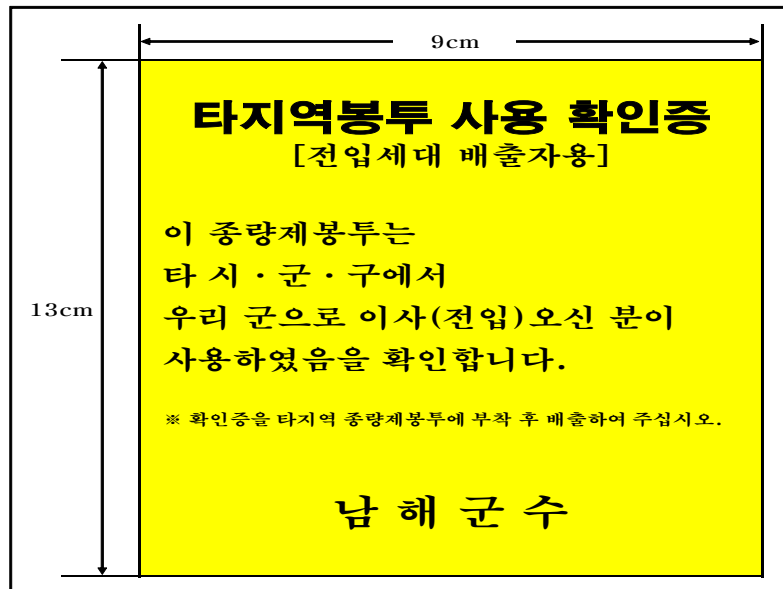 9cm
타지역봉투 사용 확인증
[전입세대 배출자용]
이 종량제봉투는
타 시·군·구에서
13cm
우리 군으로 이사(전입)오신 분이
사용하였음을 확인합니다.
※ 확인증을 타지역 종량제봉투에 부착 후 배출하여 주십시오.
남 해 군 수